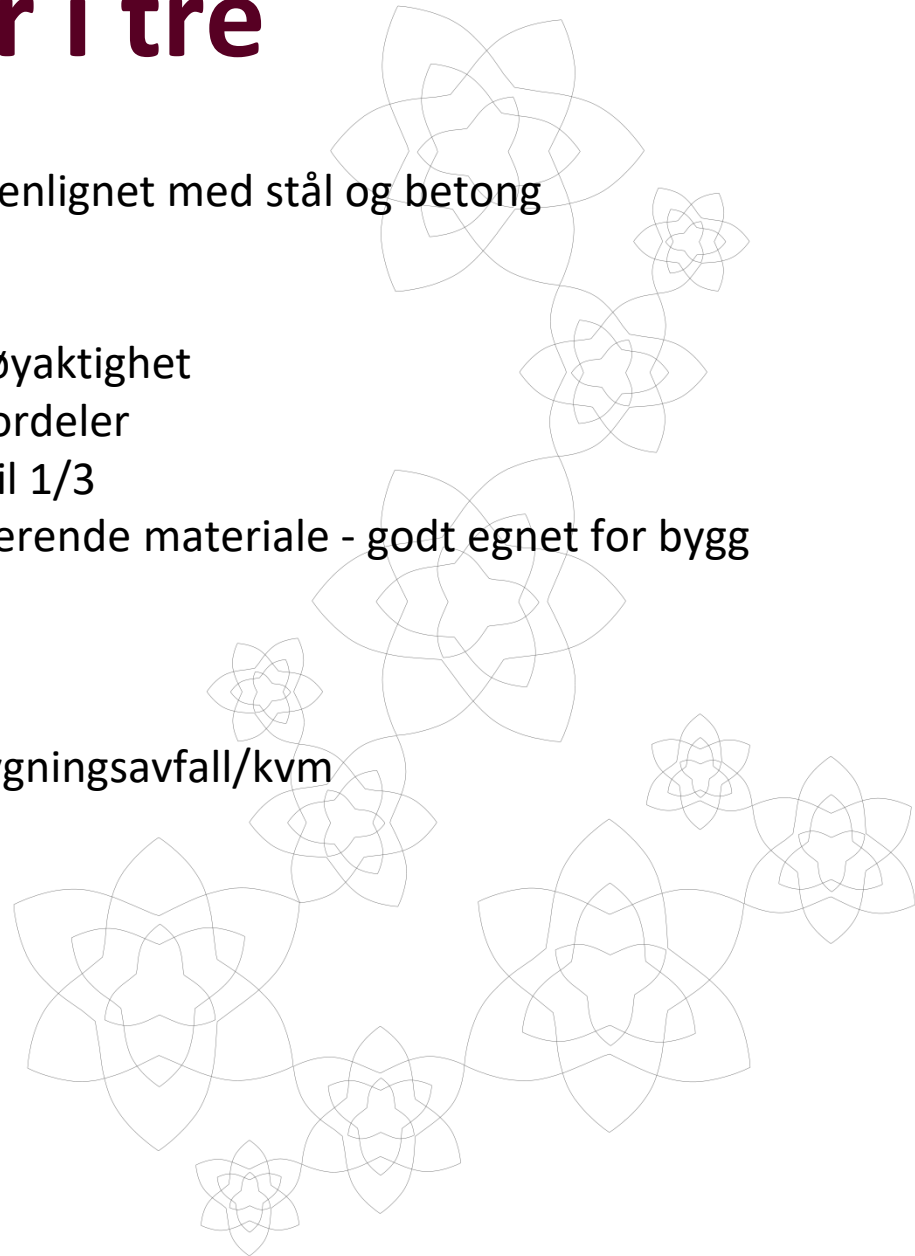 r i tre
enlignet med stål og betong
øyaktighet
ordeler
il 1/3
erende materiale - godt egnet for bygg
gningsavfall/kvm